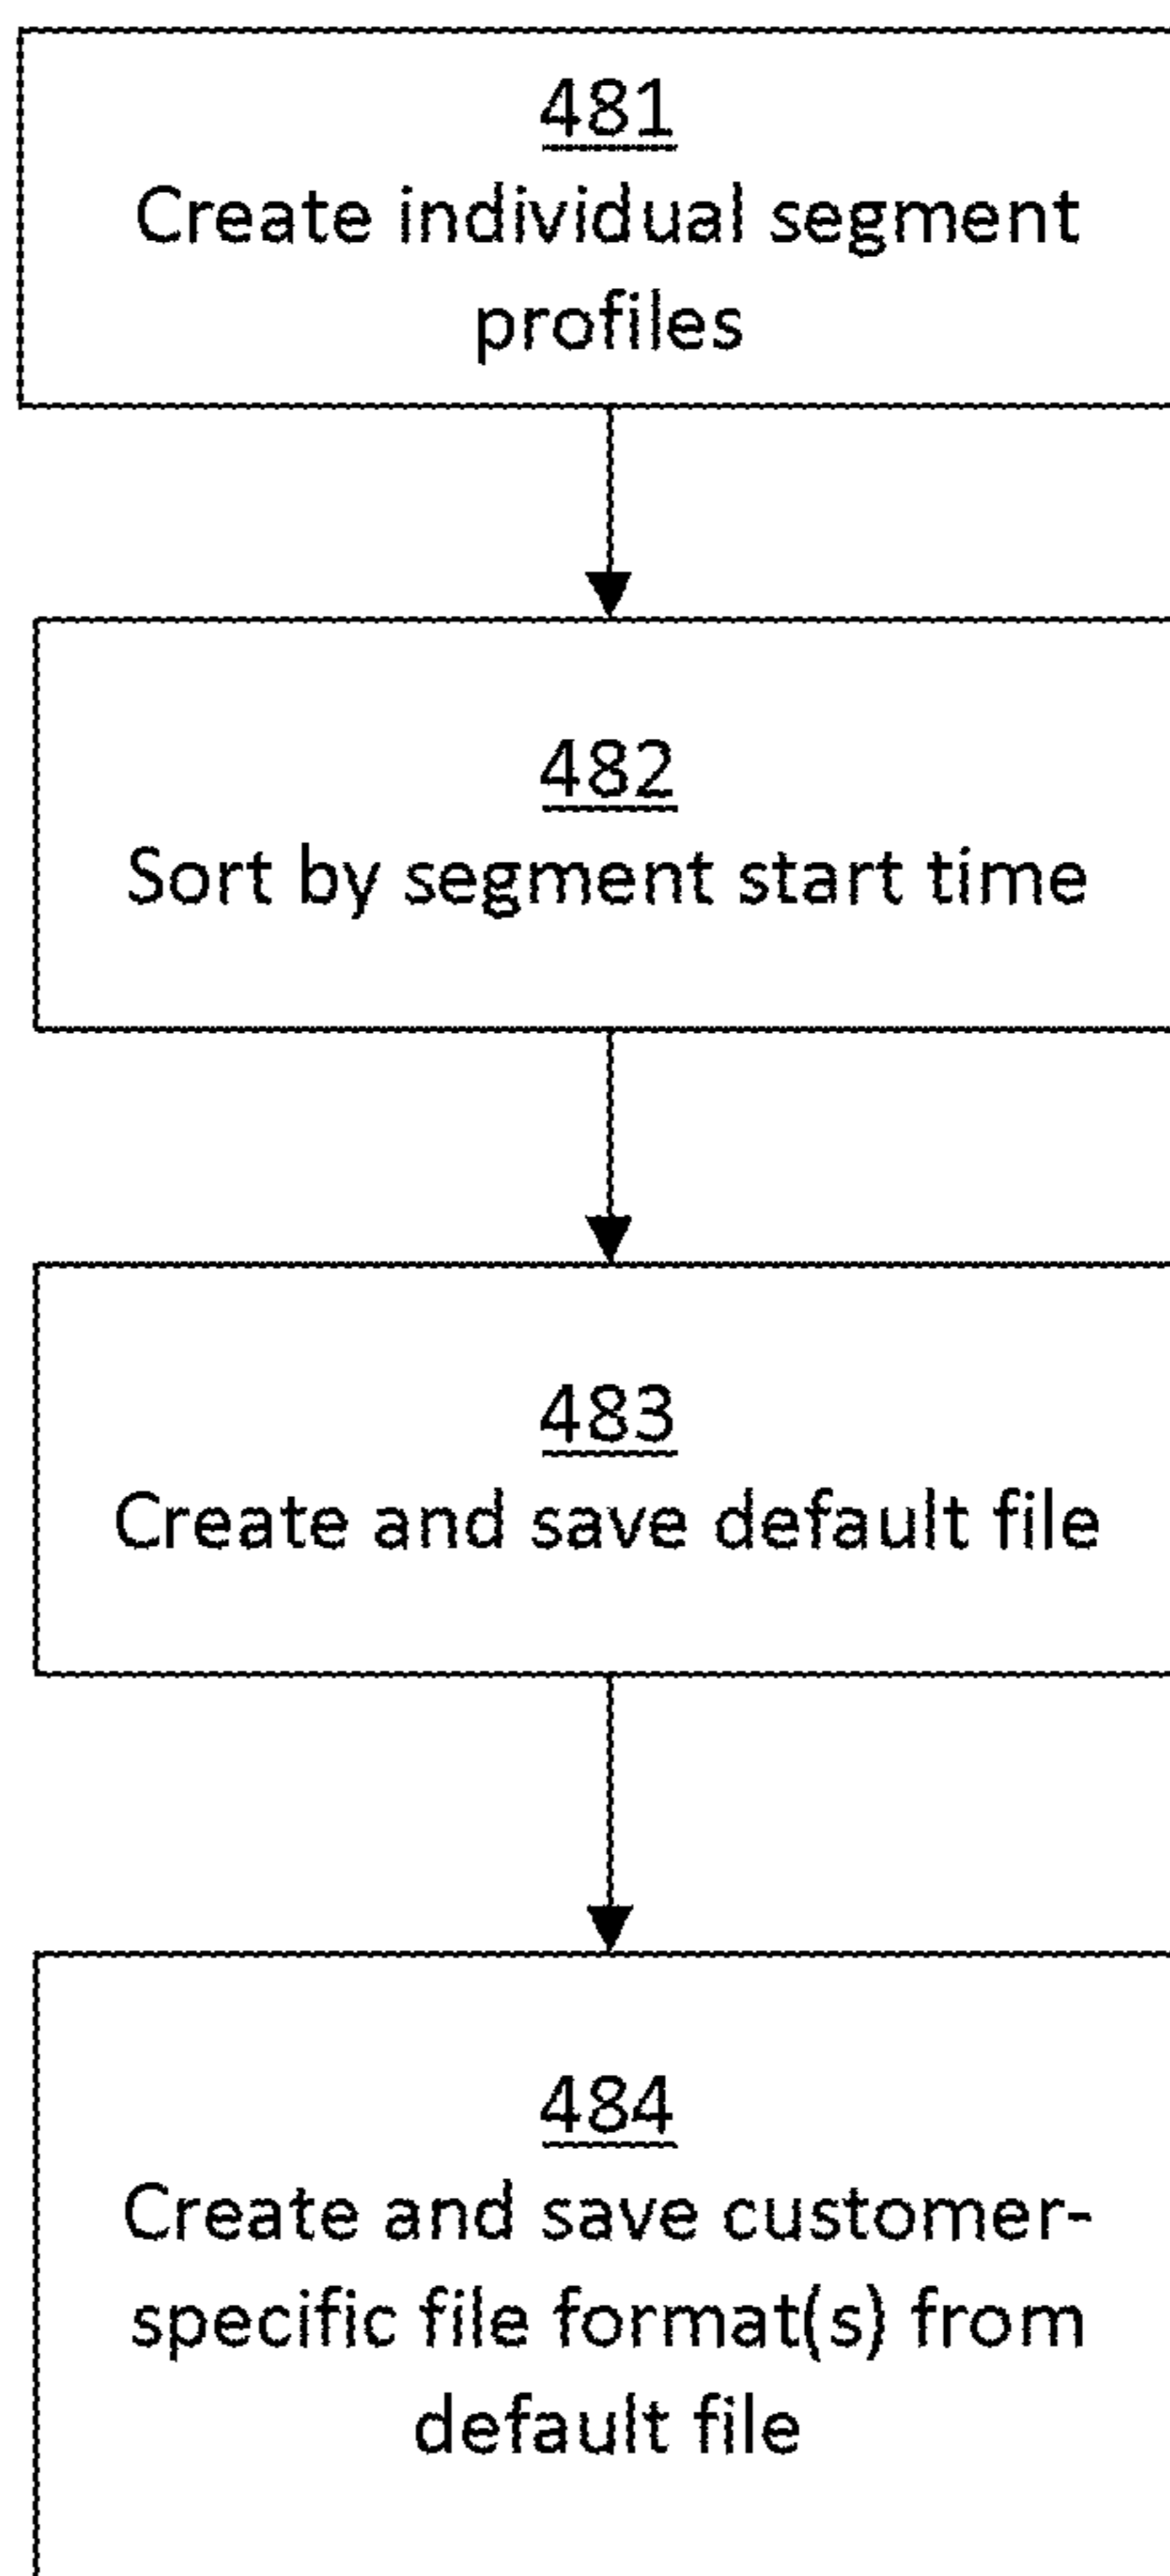 481
Create individual segment
profiles
482
Sort by segment start time
483
Create and save default file
484
Create and save customer-
specific file format(s) from
default file